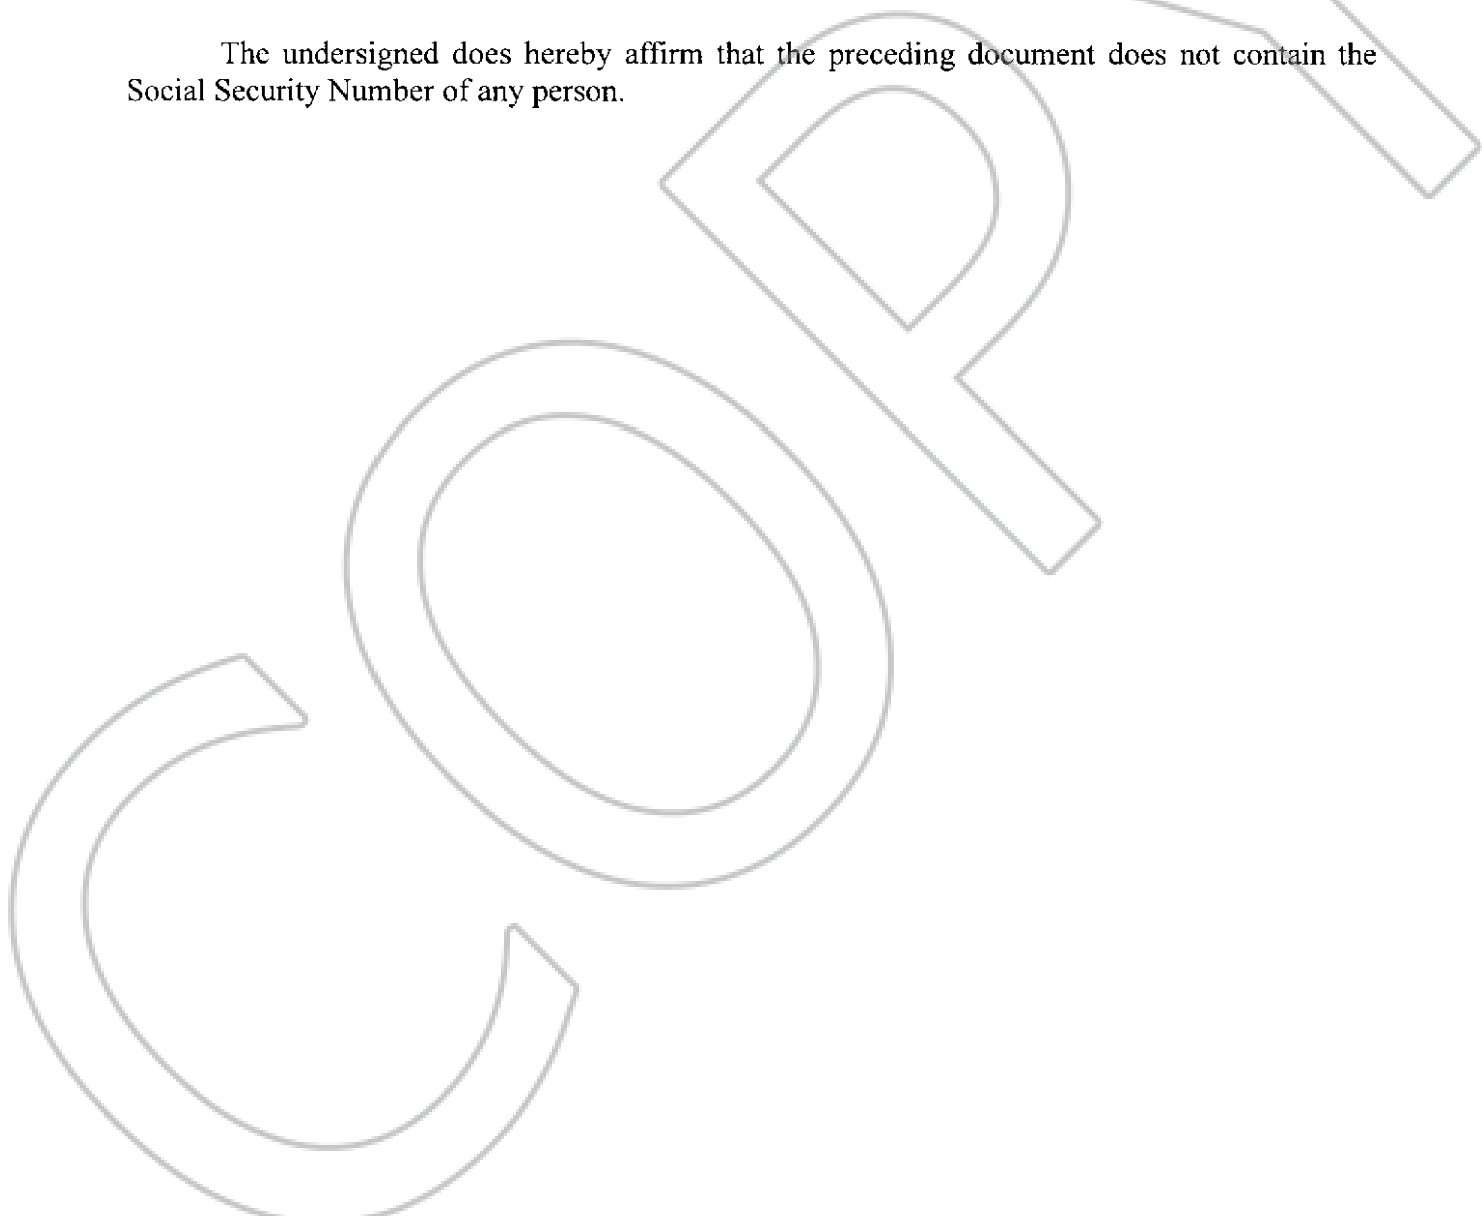 The undersigned does hereby affirm that the preceding document does not contain the
Social Security Number of any person.
COPY